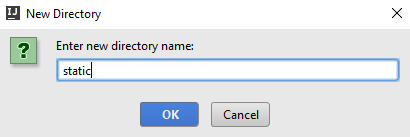 New Directory
Enter new directory name:
static
OK
Cancel